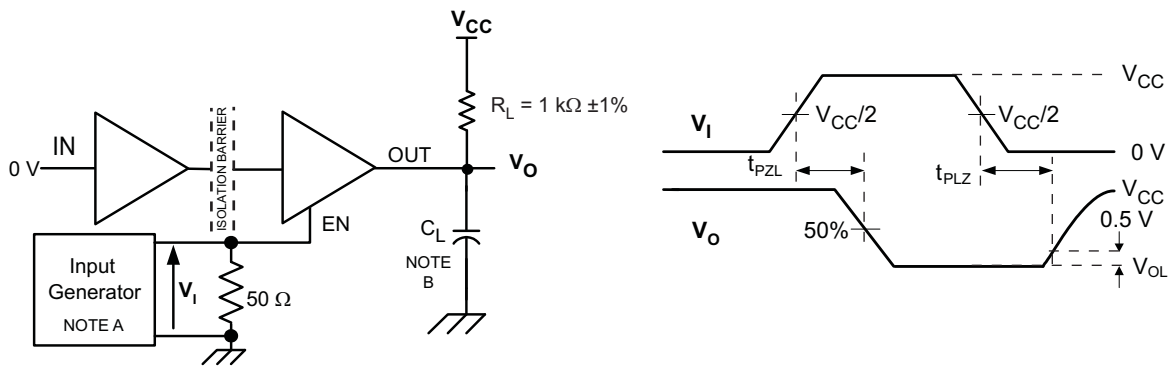 VCC
RL = 1 kΩ ±1%
IN
0 V
ISOLATION BARRIER
OUT
VO
EN
CL
NOTE
B
Input
Generator
NOTE A
VI
50 Ω
VCC
VI
VCC/2
VCC/2
0 V
tPZL
tPLZ
VCC
0.5 V
VO
50%
VOL